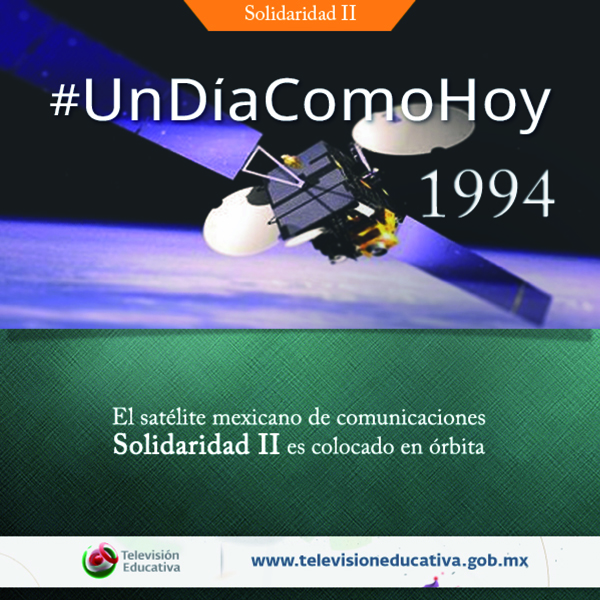 Solidaridad II
#UnDíaComoHoy
1994
El satélite mexicano de comunicaciones
Solidaridad II es colocado en órbita
Televisión
Educativa
www.televisioneducativa.gob.mx